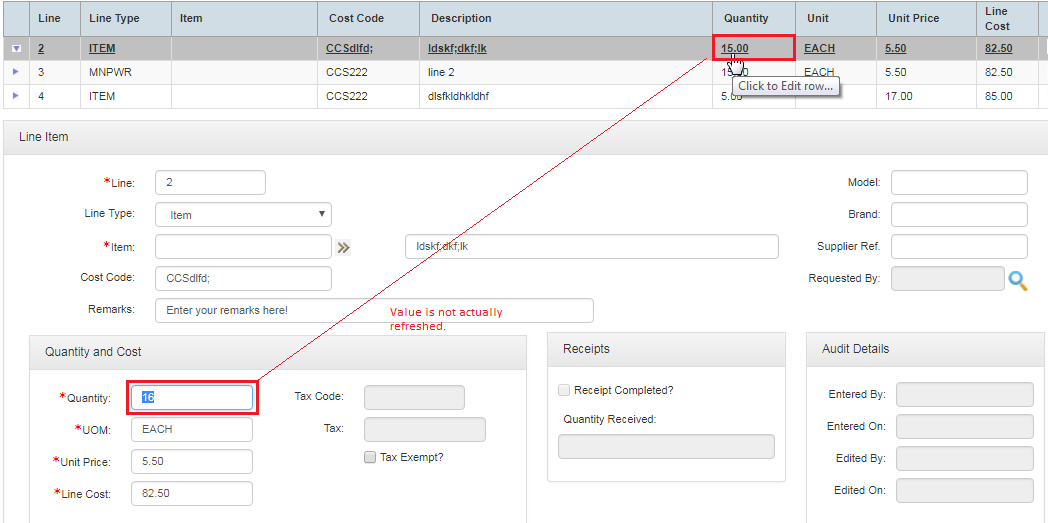 Line Line Type Item Cost Code Description Quantity Unit Unit Price Line Cost
2 ITEM CCSdlfd; ldskf;dkf;lk 15.00 EACH 5.50 82.50
3 MNPWR CCS222 line 2 EACH 5.50 82.50
4 ITEM CCS222 dlsfkldhkldhf 5. 17.00 85.00
Click to Edit row...
Line Item
*Line: 2 Model:
Line Type: Item Brand:
*Item: ldskf;dkf;lk Supplier Ref.
Cost Code: CCSdlfd; Requested By:
Remarks: Enter your remarks here!
Value is not actually
refreshed.
Quantity and Cost Receipts Audit Details
*Quantity: 16 Tax Code: Receipt Completed? Entered By:
*UOM: EACH Tax: Quantity Received: Entered On:
*Unit Price: 5.50 Tax Exempt? Edited By:
*Line Cost: 82.50 Edited On: